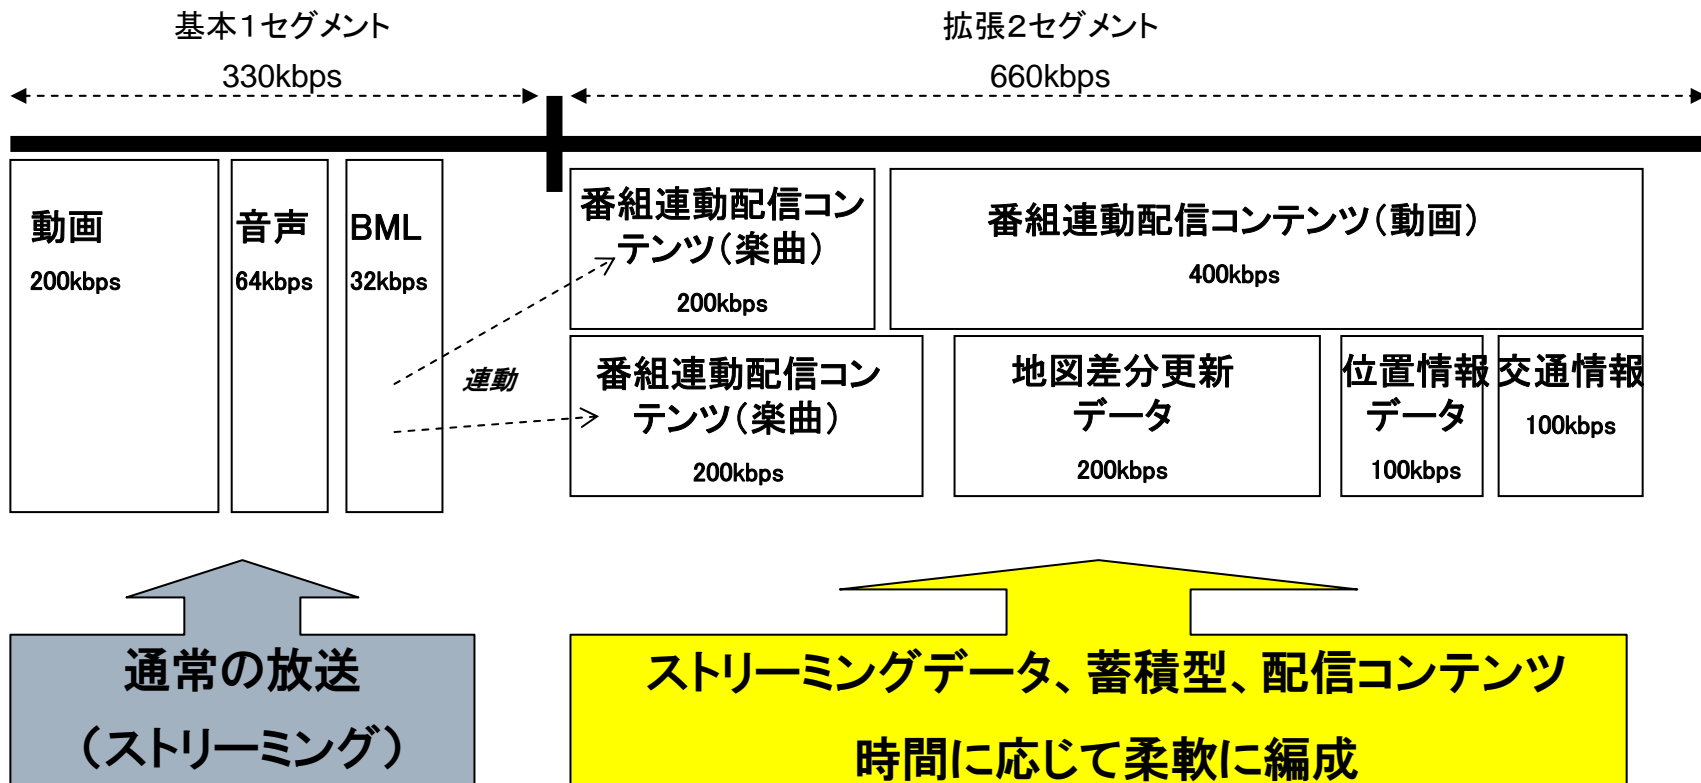 基本１セグメント
拡張２セグメント
330kbps
660kbps
動画
200kbps
音声
64kbps
BML
32kbps
番組連動配信コン
テンツ（楽曲）
200kbps
番組連動配信コンテンツ（動画）
400kbps
連動
番組連動配信コン
テンツ（楽曲）
200kbps
地図差分更新
データ
200kbps
位置情報
データ
100kbps
交通情報
100kbps
通常の放送
（ストリーミング）
ストリーミングデータ、蓄積型、配信コンテンツ
時間に応じて柔軟に編成